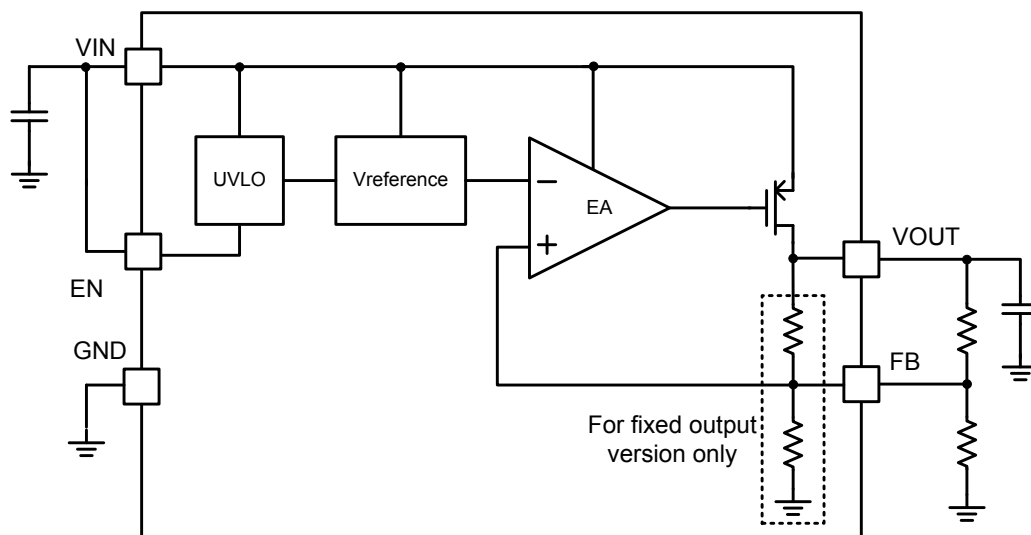 VIN
UVLO
Vreference
−
EA
+
VOUT
EN
GND
FB
For fixed output
version only